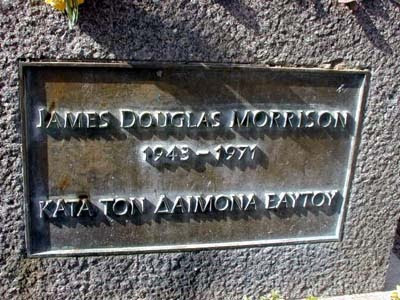 JAMES DOUGLAS MORRISON
1943 – 1971
ΚΑΤΑ ΤΟΝ ΔΑΙΜΟΝΑ ΕΑΥΤΟΥ